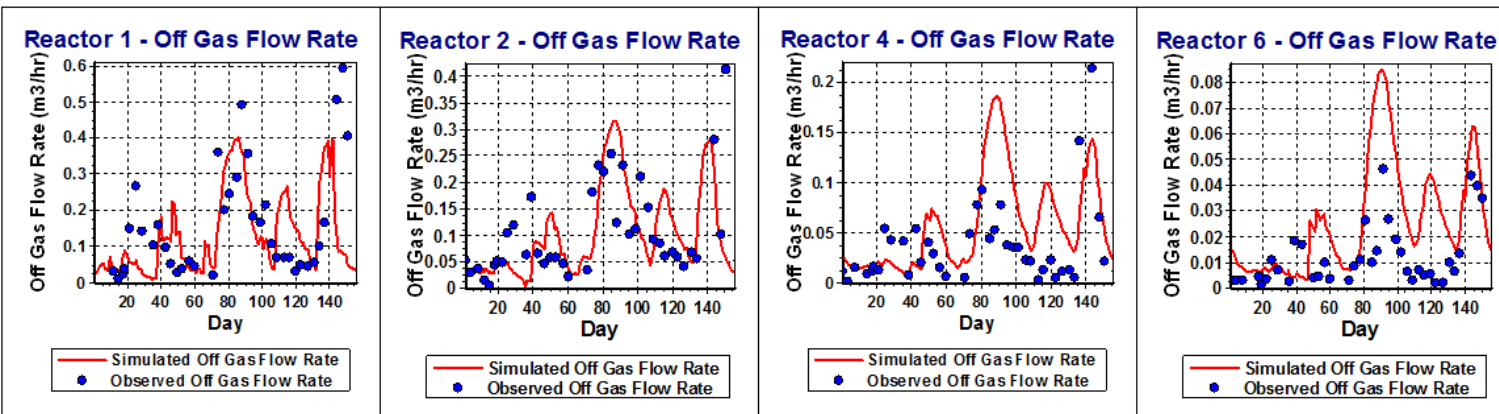 Reactor 1 - Off Gas Flow Rate
Off Gas Flow Rate (m3/hr)
0.6
0.5
0.4
0.3
0.2
0.1
0
20 40 60 80 100 120 140
Day
Simulated Off Gas Flow Rate
Observed Off Gas Flow Rate
Reactor 2 - Off Gas Flow Rate
Off Gas Flow Rate (m3/hr)
0.4
0.35
0.3
0.25
0.2
0.15
0.1
0.05
0
20 40 60 80 100 120 140
Day
Simulated Off Gas Flow Rate
Observed Off Gas Flow Rate
Reactor 4 - Off Gas Flow Rate
Off Gas Flow Rate (m3/hr)
0.2
0.15
0.1
0.05
0
20 40 60 80 100 120 140
Day
Simulated Off Gas Flow Rate
Observed Off Gas Flow Rate
Reactor 6 - Off Gas Flow Rate
Off Gas Flow Rate (m3/hr)
0.08
0.07
0.06
0.05
0.04
0.03
0.02
0.01
0
20 40 60 80 100 120 140
Day
Simulated Off Gas Flow Rate
Observed Off Gas Flow Rate